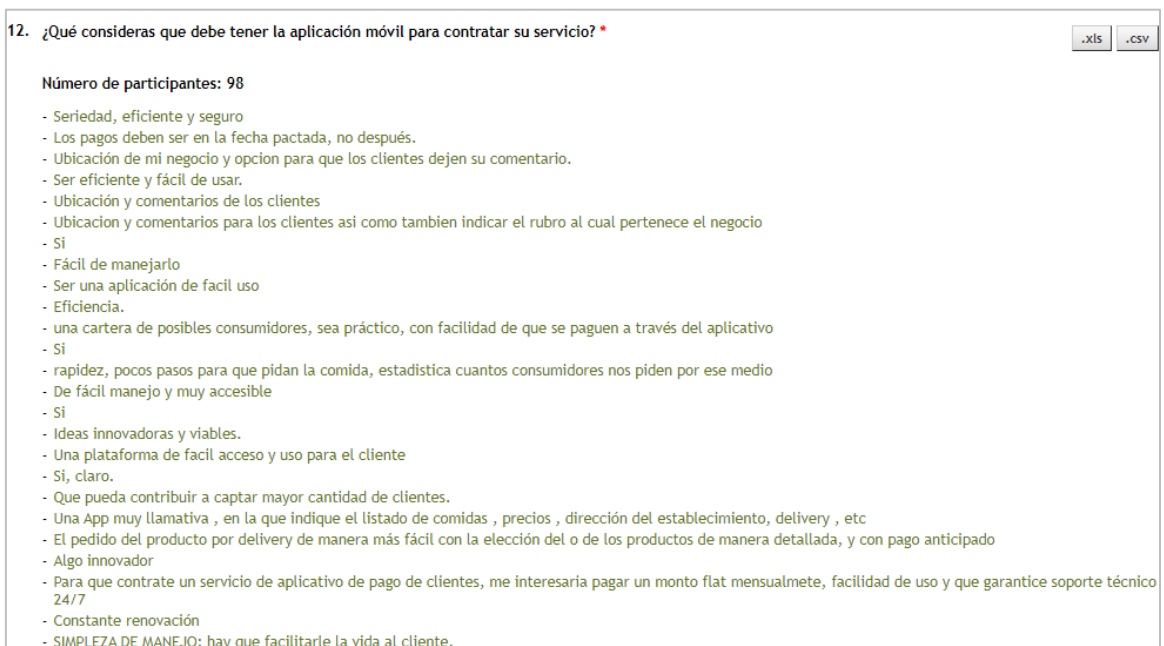 12. ¿Qué consideras que debe tener la aplicación móvil para contratar su servicio? *
.xls .csv
Número de participantes: 98
- Seriedad, eficiente y seguro
- Los pagos deben ser en la fecha pactada, no después.
- Ubicación de mi negocio y opcion para que los clientes dejen su comentario.
- Ser eficiente y fácil de usar.
- Ubicación y comentarios de los clientes
- Ubicacion y comentarios para los clientes asi como tambien indicar el rubro al cual pertenece el negocio
- Si
- Fácil de manejarlo
- Ser una aplicación de facil uso
- Eficiencia.
- una cartera de posibles consumidores, sea práctico, con facilidad de que se paguen a través del aplicativo
- Si
- rapidez, pocos pasos para que pidan la comida, estadistica cuantos consumidores nos piden por ese medio
- De fácil manejo y muy accesible
- Si
- Ideas innovadoras y viables.
- Una plataforma de facil acceso y uso para el cliente
- Si, claro.
- Que pueda contribuir a captar mayor cantidad de clientes.
- Una App muy llamativa , en la que indique el listado de comidas , precios , dirección del establecimiento, delivery , etc
- El pedido del producto por delivery de manera más fácil con la elección del o de los productos de manera detallada, y con pago anticipado
- Algo innovador
- Para que contrate un servicio de aplicativo de pago de clientes, me interesaria pagar un monto flat mensualmete, facilidad de uso y que garantice soporte técnico
24/7
- Constante renovación
- SIMPLEZA DE MANEJO: hay que facilitarle la vida al cliente.